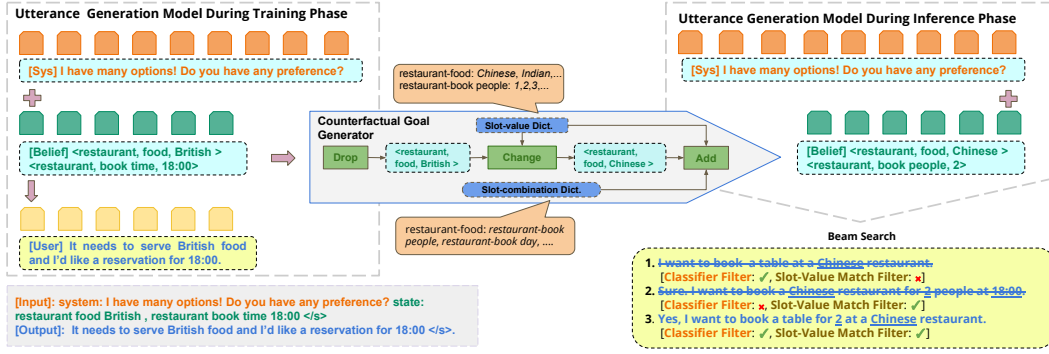 Utterance Generation Model During Training Phase
[Sys] I have many options! Do you have any preference?
[Belief] <restaurant, food, British >
<restaurant, book time, 18:00>
[User] It needs to serve British food
and I'd like a reservation for 18:00.
[Input]: system: I have many options! Do you have any preference? state:
restaurant food British , restaurant book time 18:00 </s>
[Output]: It needs to serve British food and I'd like a reservation for 18:00 </s>.
restaurant-food: Chinese, Indian,...
restaurant-book people: 1,2,3,...
Counterfactual Goal
Generator
Slot-value Dict.
Drop
<restaurant,
food, British >
Change
<restaurant,
food, Chinese >
Add
Slot-combination Dict.
restaurant-food: restaurant-book
people, restaurant-book day, ....
Utterance Generation Model During Inference Phase
[Sys] I have many options! Do you have any preference?
[Belief] <restaurant, food, Chinese >
<restaurant, book people, 2>
Beam Search
1. I want to book a table at a Chinese restaurant.
[Classifier Filter: ✓, Slot-Value Match Filter: ✗]
2. Sure. I want to book a Chinese restaurant for 2 people at 18:00.
[Classifier Filter: ✗, Slot-Value Match Filter: ✓]
3. Yes, I want to book a table for 2 at a Chinese restaurant.
[Classifier Filter: ✓, Slot-Value Match Filter: ✓]